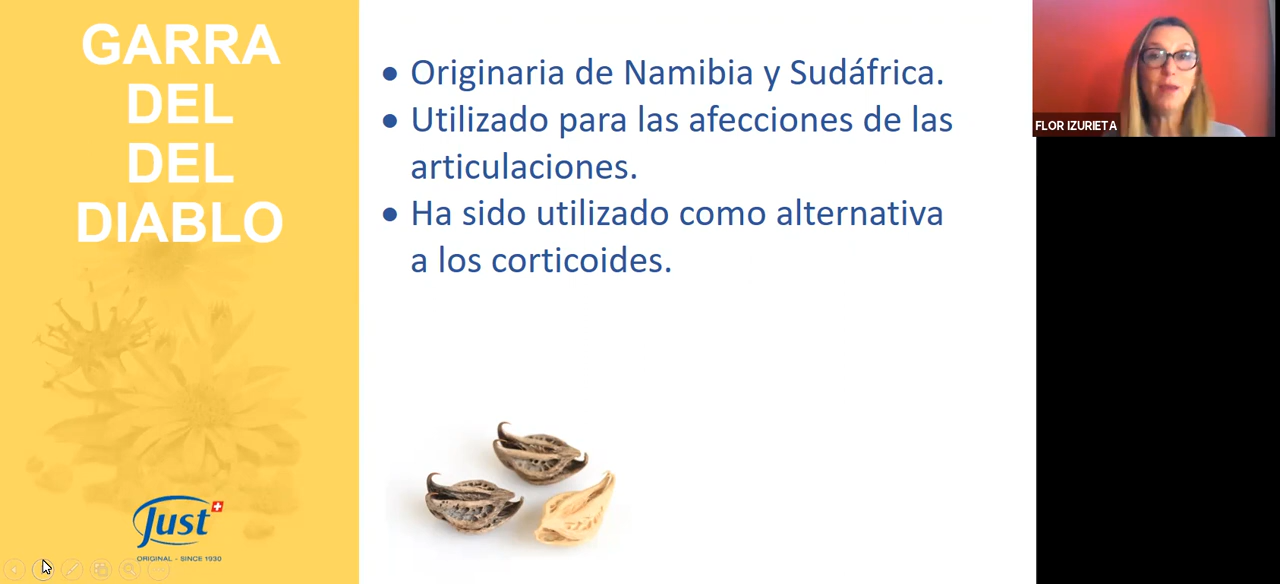 GARRA
DEL
DEL
DIABLO
• Originaria de Namibia y Sudáfrica.
• Utilizado para las afecciones de las
articulaciones.
• Ha sido utilizado como alternativa
a los corticoides.
FLOR IZURIETA
Just
ORIGINAL - SINCE 1930